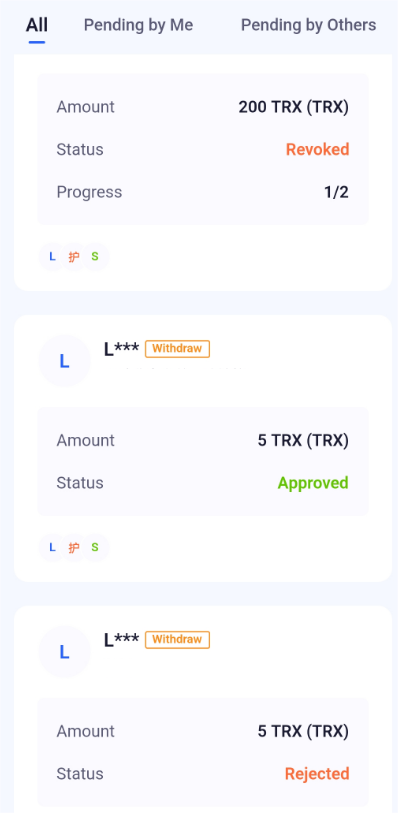 All Pending by Me Pending by Others
Amount 200 TRX (TRX)
Status Revoked
Progress 1/2
L 护 S
L L*** Withdraw
Amount 5 TRX (TRX)
Status Approved
L 护 S
L L*** Withdraw
Amount 5 TRX (TRX)
Status Rejected